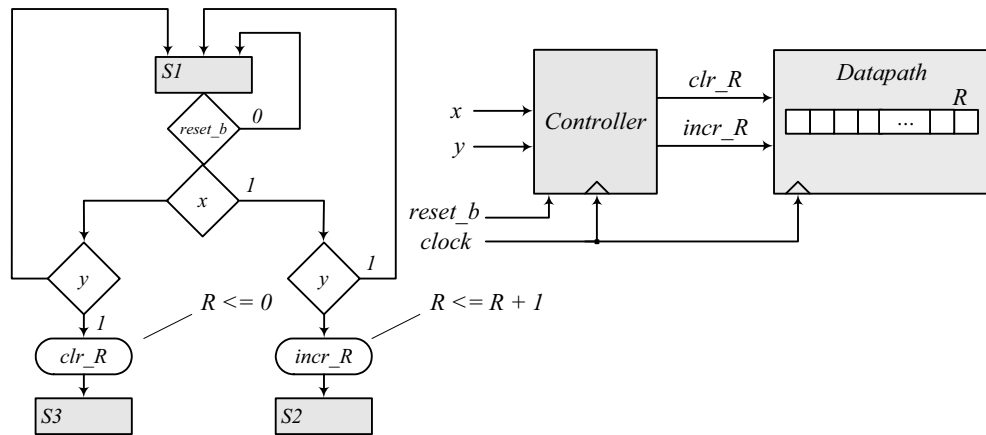 S1
reset_b
0
x
1
y
1
y
1
R <= 0
R <= R + 1
clr_R
incr_R
S3
S2
x
y
reset_b
clock
Controller
clr_R
incr_R
Datapath
R
...